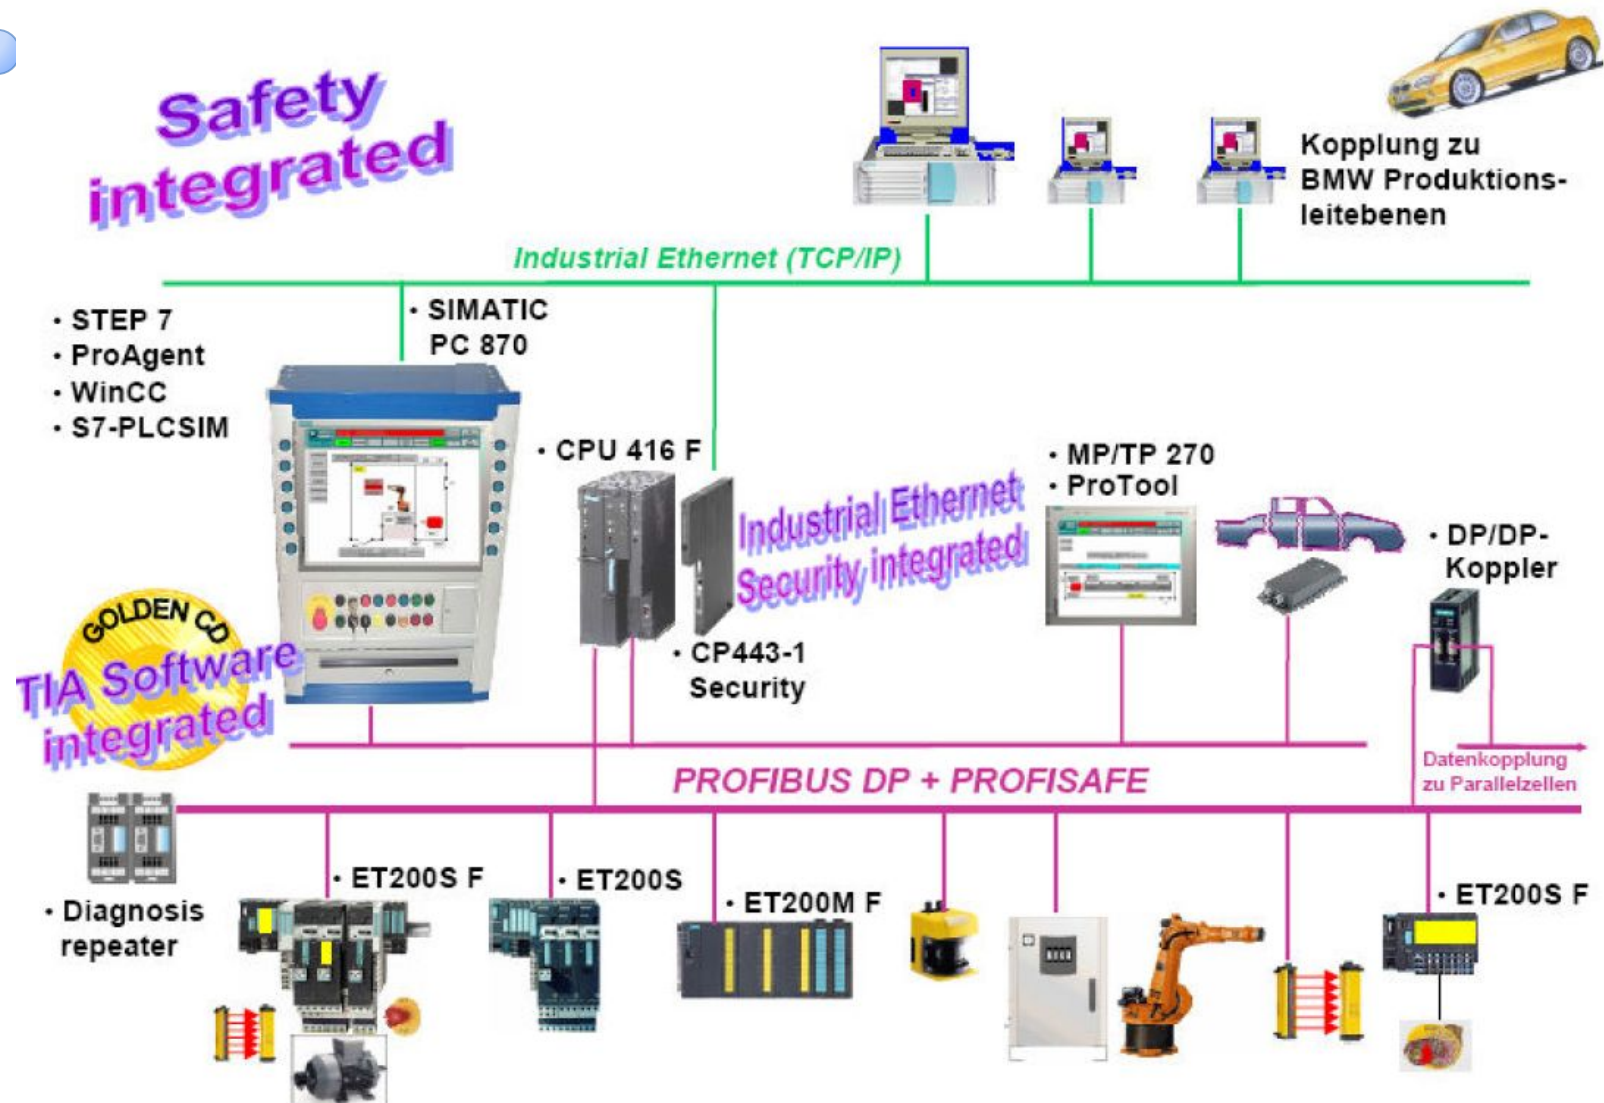 Safety
integrated
Kopplung zu
BMW Produktions-
leitebenen
Industrial Ethernet (TCP/IP)
• STEP 7
• ProAgent
• WinCC
• S7-PLCSIM
• SIMATIC
PC 870
• CPU 416 F
Industrial Ethernet
Security integrated
• CP443-1
Security
• MP/TP 270
• ProTool
• DP/DP-
Koppler
GOLDEN CD
TIA Software
integrated
Datenkopplung
zu Parallelzellen
PROFIBUS DP + PROFISAFE
• Diagnosis
repeater
• ET200S F
• ET200S
• ET200M F
• ET200S F